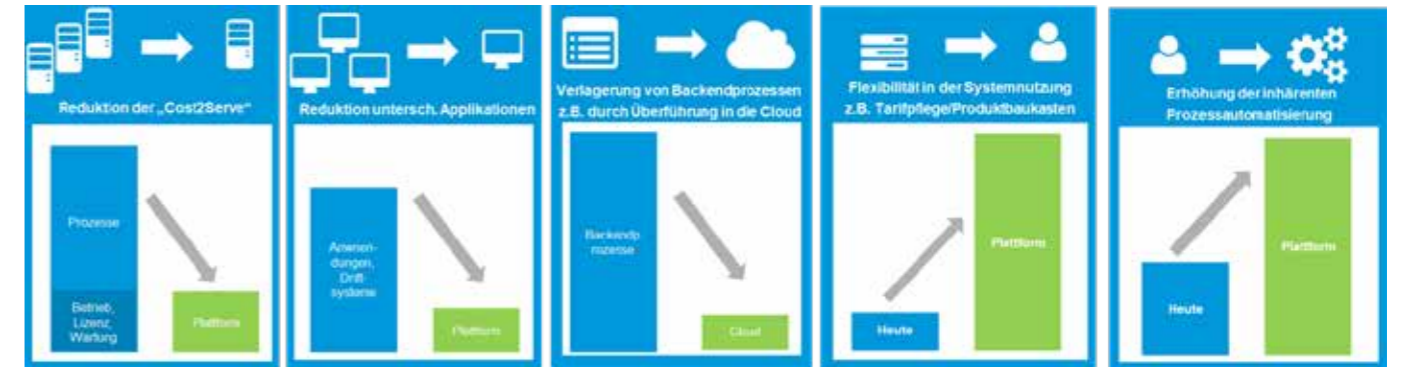 Reduktion der „Cost2Serve“
Prozesse
Betrieb,
Lizenz,
Wartung
Plattform
Reduktion untersch. Applikationen
Anwen-
dungen,
Dritt-
systeme
Plattform
Verlagerung von Backendprozessen
z.B. durch Überführung in die Cloud
Backendp
rozesse
Cloud
Flexibilität in der Systemnutzung
z.B. Tarifpflege/Produktbaukasten
Heute
Plattform
Erhöhung der inhärenten
Prozessautomatisierung
Heute
Plattform